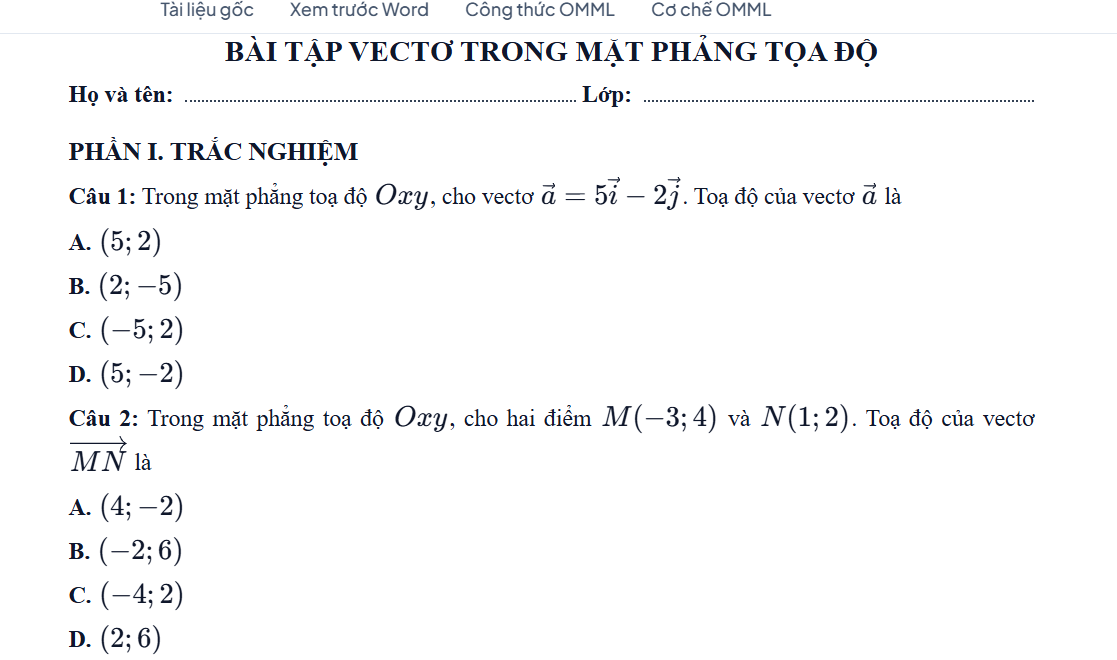 Tài liệu gốc Xem trước Word Công thức OMML Cơ chế OMML
BÀI TẬP VECTƠ TRONG MẶT PHẲNG TỌA ĐỘ
Họ và tên: ........................................ Lớp: ........................................
PHẦN I. TRẮC NGHIỆM
Câu 1: Trong mặt phẳng toạ độ Oxy, cho vectơ a⃗ = 5i⃗ − 2j⃗. Toạ độ của vectơ a⃗ là
A. (5; 2)
B. (2; −5)
C. (−5; 2)
D. (5; −2)
Câu 2: Trong mặt phẳng toạ độ Oxy, cho hai điểm M(−3; 4) và N(1; 2). Toạ độ của vectơ
M⃗N⃗ là
A. (4; −2)
B. (−2; 6)
C. (−4; 2)
D. (2; 6)